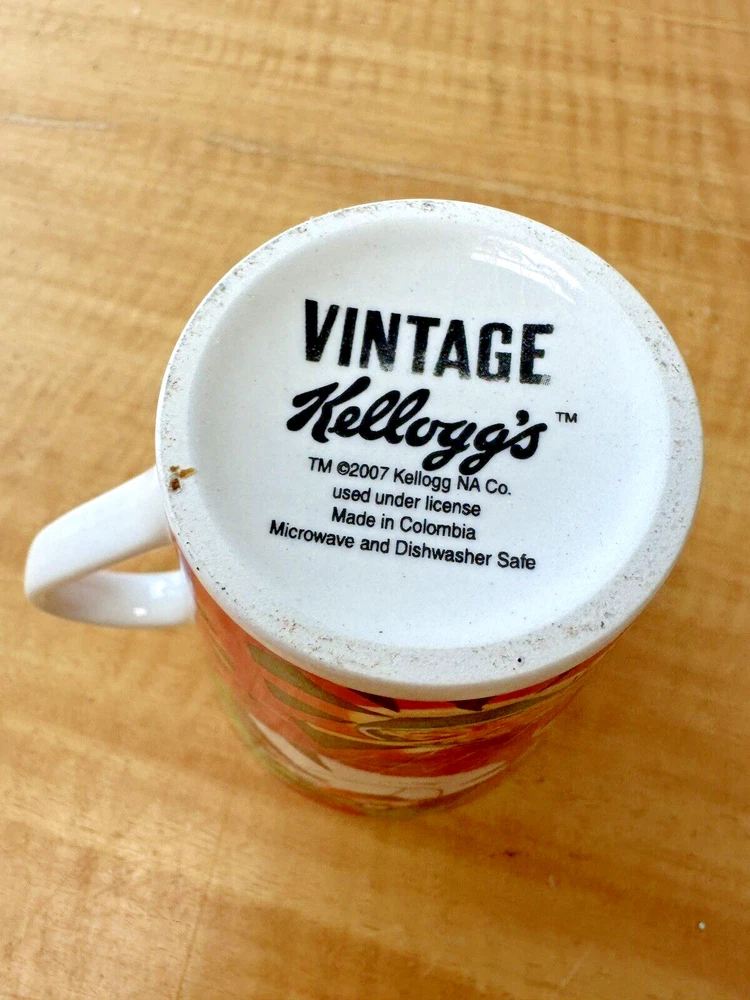 VINTAGE
Kellogg's™
TM ©2007 Kellogg NA Co.
used under license
Made in Colombia
Microwave and Dishwasher Safe